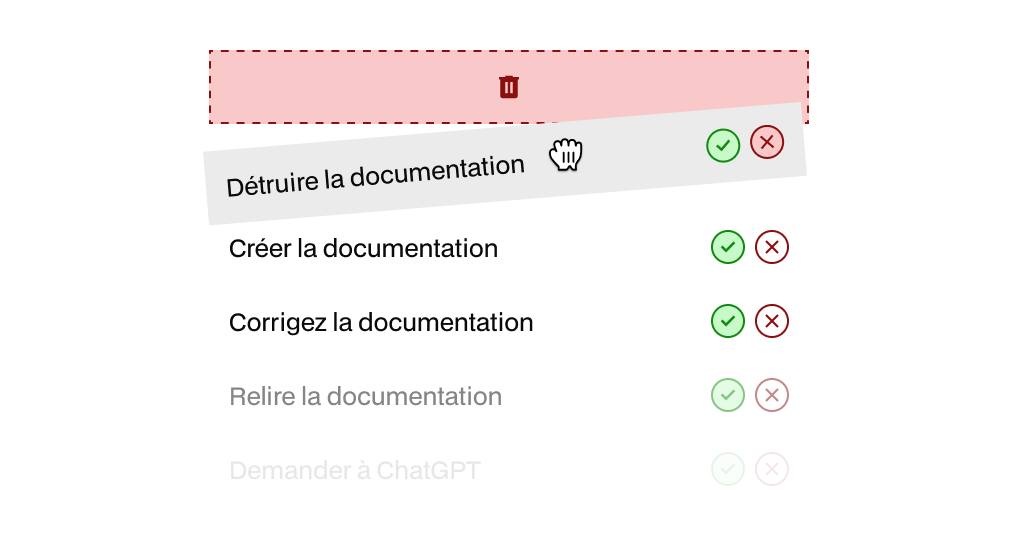 Détruire la documentation
Créer la documentation
Corrigez la documentation
Relire la documentation
Demander à ChatGPT